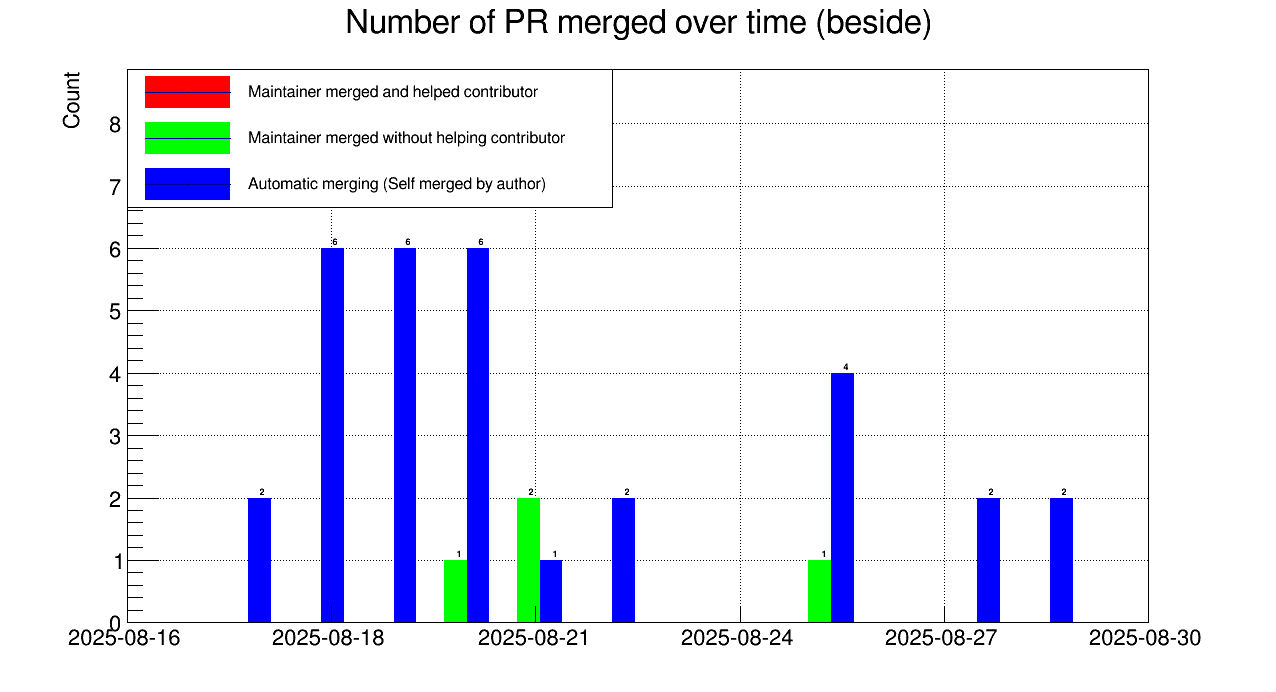 Number of PR merged over time (beside)
Count
Maintainer merged and helped contributor
Maintainer merged without helping contributor
Automatic merging (Self merged by author)
8
7
6
5
4
3
2
1
0
2 6 6 1 6 2 1 2 1 4 2 2
2025-08-16 2025-08-18 2025-08-21 2025-08-24 2025-08-27 2025-08-30